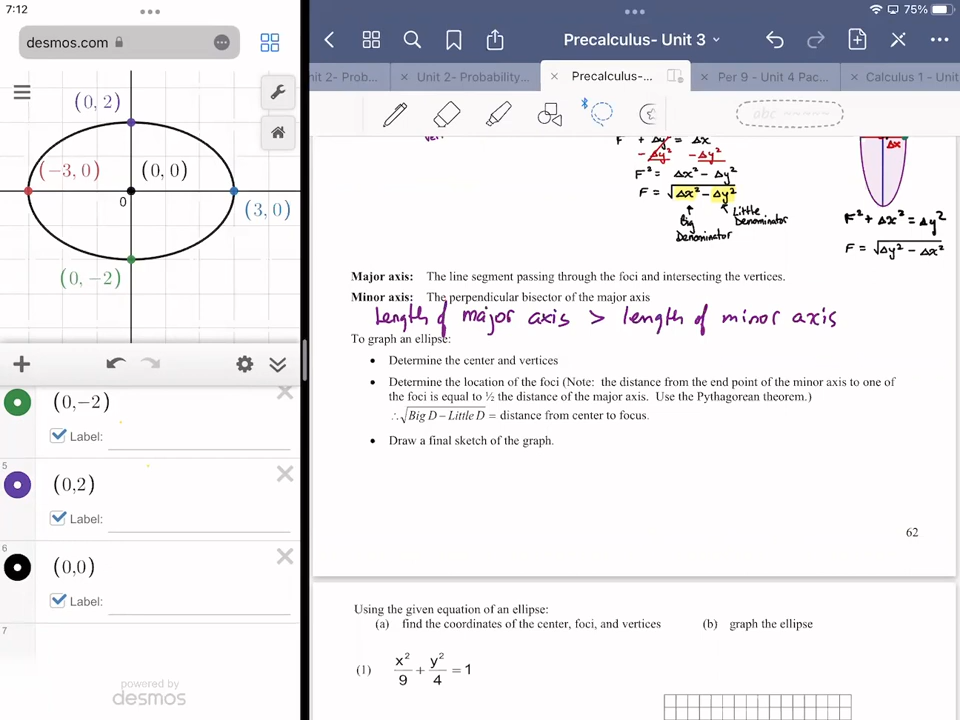 7:12
75%
desmos.com
Precalculus- Unit 3
nit 2- Prob...
Unit 2- Probability...
Precalculus-...
Per 9 - Unit 4 Pac...
Calculus 1 - Unit
abc
(0, 2)
(−3, 0)
(0, 0)
0
(3, 0)
(0, −2)
(0,−2)
Label:
5
(0,2)
Label:
6
(0,0)
Label:
7
powered by
desmos
F + Δy² = Δx
− Δy² − Δy²
F² = Δx² − Δy²
F = √Δx² − Δy²
Big Denominator
Little Denominator
Δx
F² + Δx² = Δy²
F = √Δy² − Δx²
Major axis: The line segment passing through the foci and intersecting the vertices.
Minor axis: The perpendicular bisector of the major axis
Length of major axis > length of minor axis
To graph an ellipse:
• Determine the center and vertices
• Determine the location of the foci (Note: the distance from the end point of the minor axis to one of
the foci is equal to ½ the distance of the major axis. Use the Pythagorean theorem.)
∴√Big D − Little D = distance from center to focus.
• Draw a final sketch of the graph.
62
Using the given equation of an ellipse:
(a) find the coordinates of the center, foci, and vertices (b) graph the ellipse
(1) x²/9 + y²/4 = 1